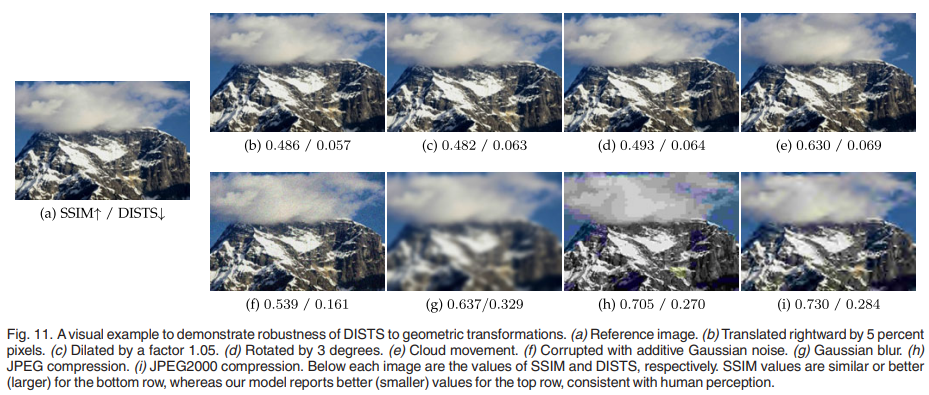 (a) SSIM↑ / DISTS↓
(b) 0.486 / 0.057
(c) 0.482 / 0.063
(d) 0.493 / 0.064
(e) 0.630 / 0.069
(f) 0.539 / 0.161
(g) 0.637/0.329
(h) 0.705 / 0.270
(i) 0.730 / 0.284
Fig. 11. A visual example to demonstrate robustness of DISTS to geometric transformations. (a) Reference image. (b) Translated rightward by 5 percent
pixels. (c) Dilated by a factor 1.05. (d) Rotated by 3 degrees. (e) Cloud movement. (f) Corrupted with additive Gaussian noise. (g) Gaussian blur. (h)
JPEG compression. (i) JPEG2000 compression. Below each image are the values of SSIM and DISTS, respectively. SSIM values are similar or better
(larger) for the bottom row, whereas our model reports better (smaller) values for the top row, consistent with human perception.